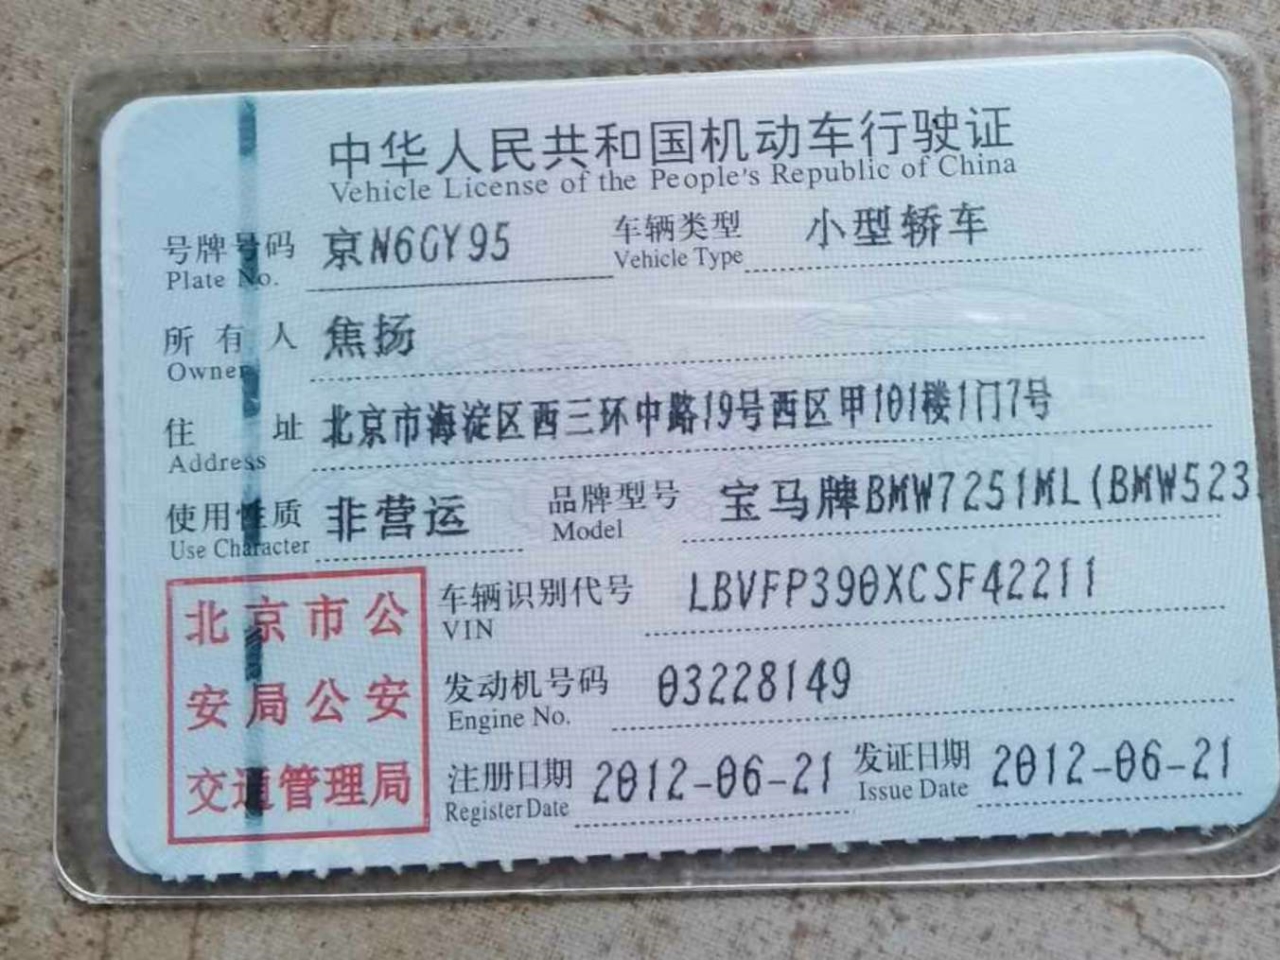 中华人民共和国机动车行驶证
Vehicle License of the People's Republic of China
号牌号码 京N6GY95 车辆类型 小型轿车
Plate No. Vehicle Type
所有人 焦扬
Owner
住址 北京市海淀区西三环中路19号西区甲101楼1门7号
Address
使用性质 非营运 品牌型号 宝马牌BMW7251ML(BMW523
Use Character Model
车辆识别代号 LBVFP390XCSF42211
VIN
发动机号码 03228149
Engine No.
注册日期 2012-06-21 发证日期 2012-06-21
Register Date Issue Date
北京市公
安局公安
交通管理局